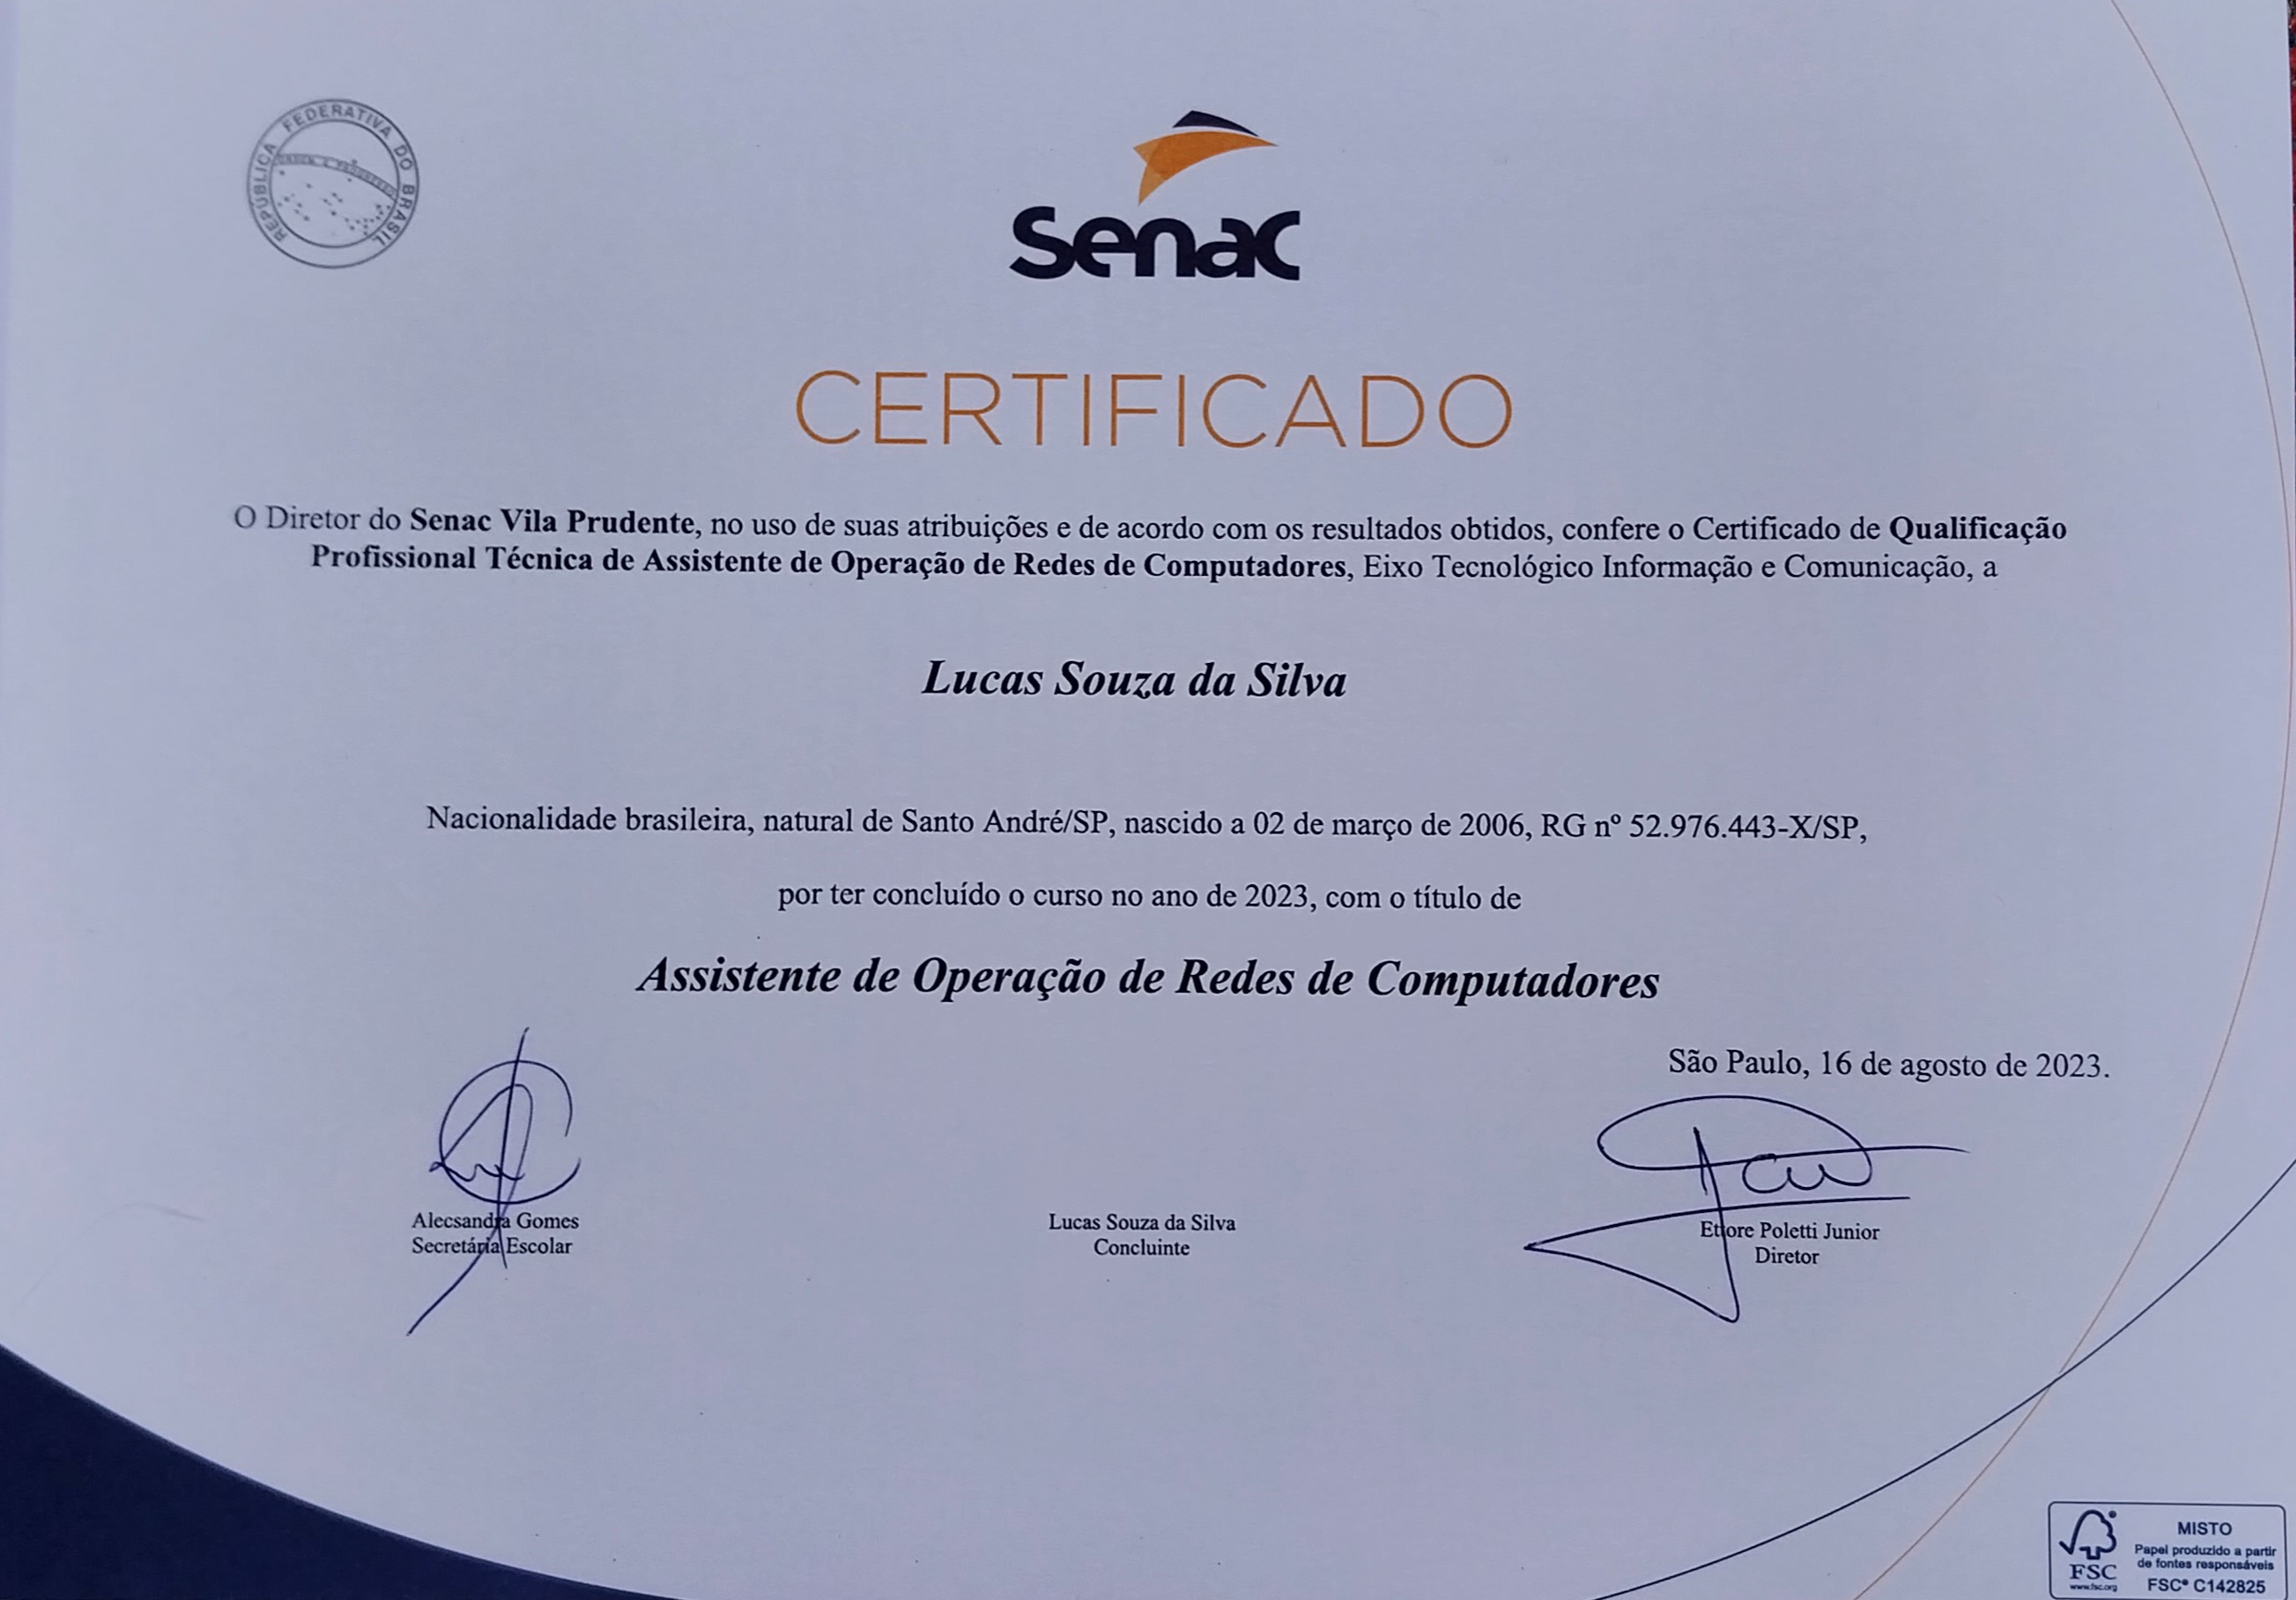 REPÚBLICA FEDERATIVA DO BRASIL
ORDEM E PROGRESSO
Senac
CERTIFICADO
O Diretor do Senac Vila Prudente, no uso de suas atribuições e de acordo com os resultados obtidos, confere o Certificado de Qualificação
Profissional Técnica de Assistente de Operação de Redes de Computadores, Eixo Tecnológico Informação e Comunicação, a
Lucas Souza da Silva
Nacionalidade brasileira, natural de Santo André/SP, nascido a 02 de março de 2006, RG nº 52.976.443-X/SP,
por ter concluído o curso no ano de 2023, com o título de
Assistente de Operação de Redes de Computadores
São Paulo, 16 de agosto de 2023.
Alecsandra Gomes
Secretária Escolar
Lucas Souza da Silva
Concluinte
Ettore Poletti Junior
Diretor
FSC
www.fsc.org
MISTO
Papel produzido a partir
de fontes responsáveis
FSC® C142825